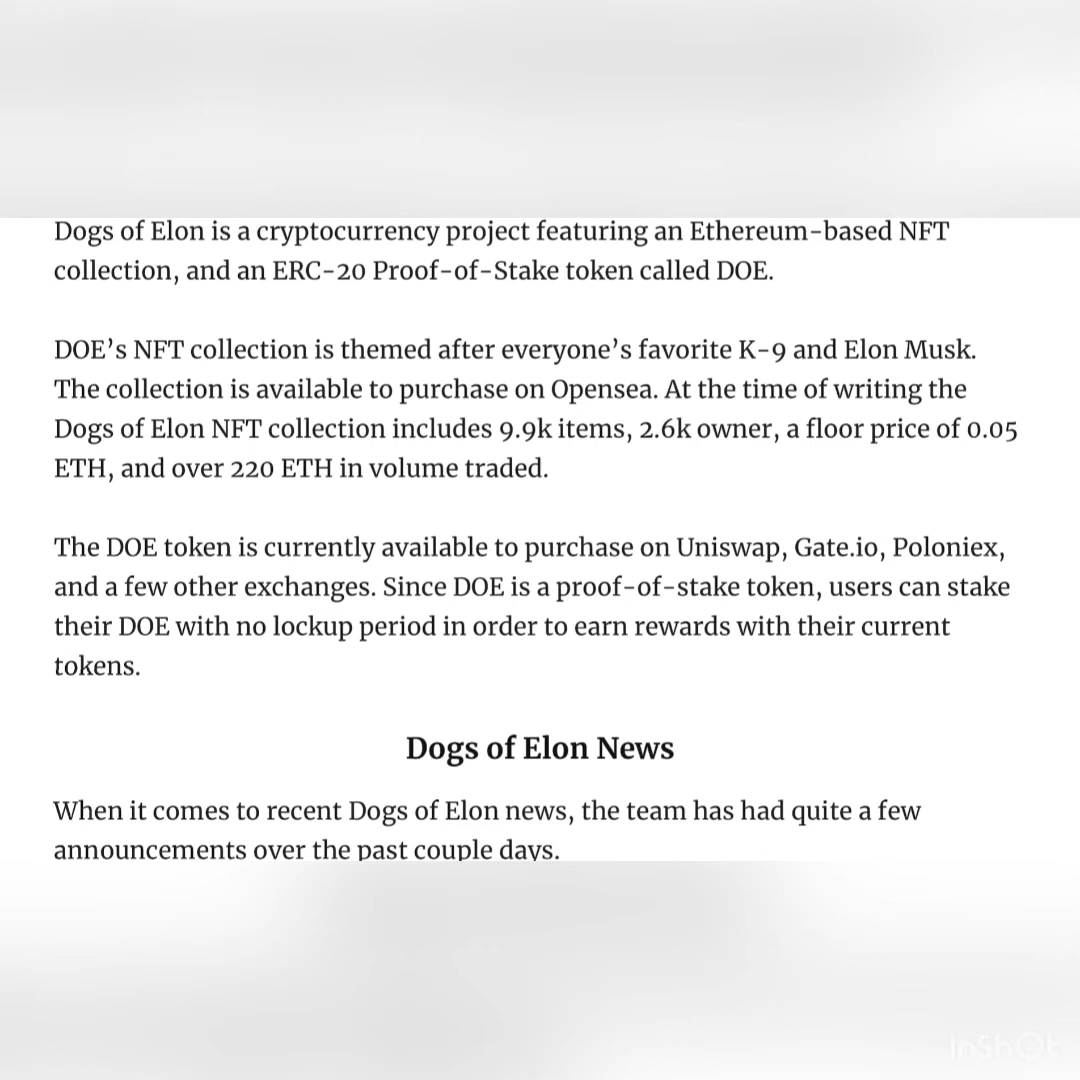 Dogs of Elon is a cryptocurrency project featuring an Ethereum-based NFT
collection, and an ERC-20 Proof-of-Stake token called DOE.
DOE’s NFT collection is themed after everyone’s favorite K-9 and Elon Musk.
The collection is available to purchase on Opensea. At the time of writing the
Dogs of Elon NFT collection includes 9.9k items, 2.6k owner, a floor price of 0.05
ETH, and over 220 ETH in volume traded.
The DOE token is currently available to purchase on Uniswap, Gate.io, Poloniex,
and a few other exchanges. Since DOE is a proof-of-stake token, users can stake
their DOE with no lockup period in order to earn rewards with their current
tokens.
Dogs of Elon News
When it comes to recent Dogs of Elon news, the team has had quite a few
announcements over the past couple days.
InShOt